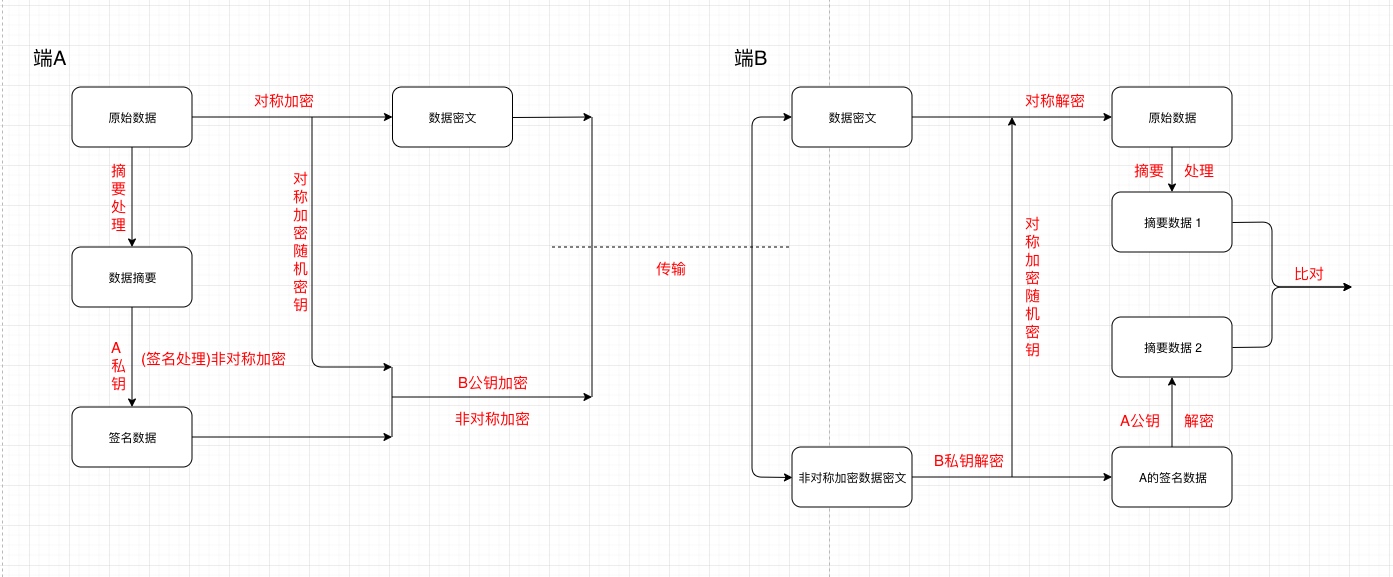 端A
端B
原始数据
对称加密
数据密文
数据密文
对称解密
原始数据
摘要处理
对称加密随机密钥
摘要 处理
数据摘要
传输
对称加密随机密钥
摘要数据 1
比对
A私钥
(签名处理)非对称加密
B公钥加密
非对称加密
摘要数据 2
A公钥 解密
签名数据
非对称加密数据密文
B私钥解密
A的签名数据